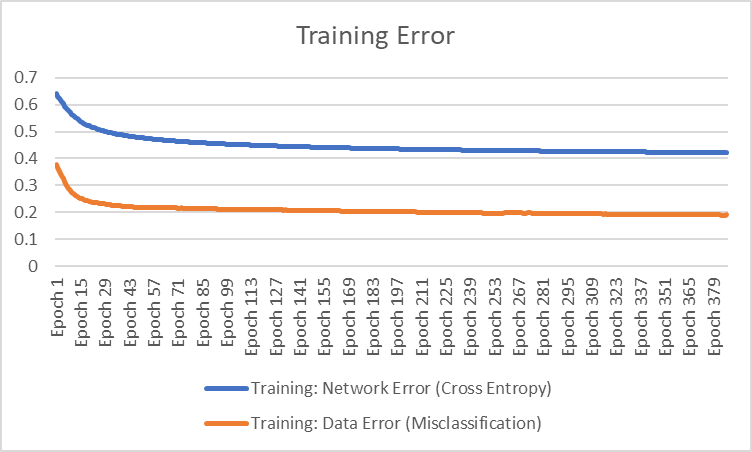 Training Error
0.7
0.6
0.5
0.4
0.3
0.2
0.1
0
Epoch 1
Epoch 15
Epoch 29
Epoch 43
Epoch 57
Epoch 71
Epoch 85
Epoch 99
Epoch 113
Epoch 127
Epoch 141
Epoch 155
Epoch 169
Epoch 183
Epoch 197
Epoch 211
Epoch 225
Epoch 239
Epoch 253
Epoch 267
Epoch 281
Epoch 295
Epoch 309
Epoch 323
Epoch 337
Epoch 351
Epoch 365
Epoch 379
Training: Network Error (Cross Entropy)
Training: Data Error (Misclassification)